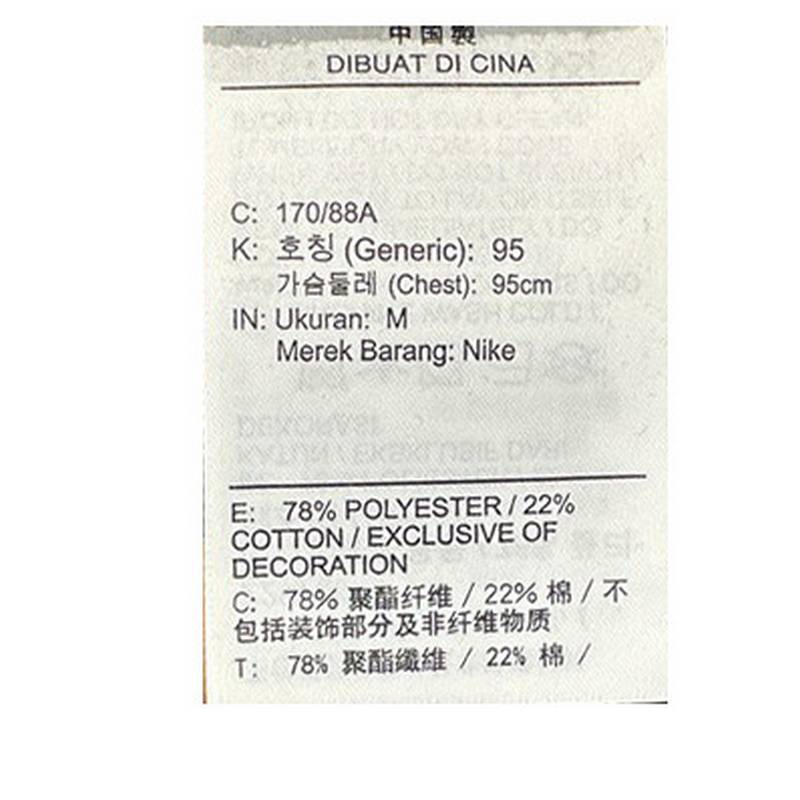 中国製
DIBUAT DI CINA
C: 170/88A
K: 호칭 (Generic): 95
가슴둘레 (Chest): 95cm
IN: Ukuran: M
Merek Barang: Nike
E: 78% POLYESTER / 22%
COTTON / EXCLUSIVE OF
DECORATION
C: 78% 聚酯纤维 / 22% 棉 / 不
包括装饰部分及非纤维物质
T: 78% 聚酯纖維 / 22% 棉 /